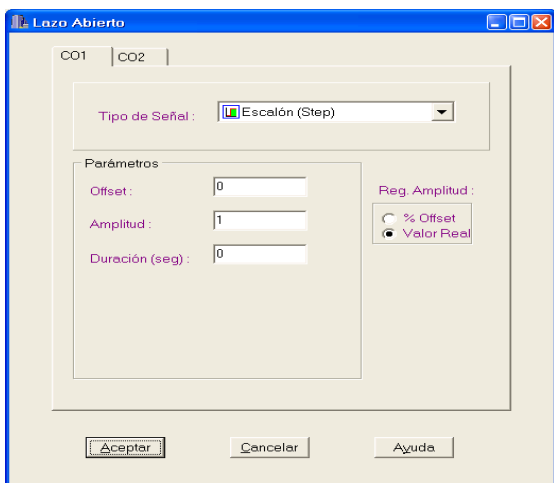 Lazo Abierto
CO1 CO2
Tipo de Señal : Escalón (Step)
Parámetros
Offset : 0
Reg. Amplitud :
Amplitud : 1
% Offset
Valor Real
Duración (seg) : 0
Aceptar Cancelar Ayuda